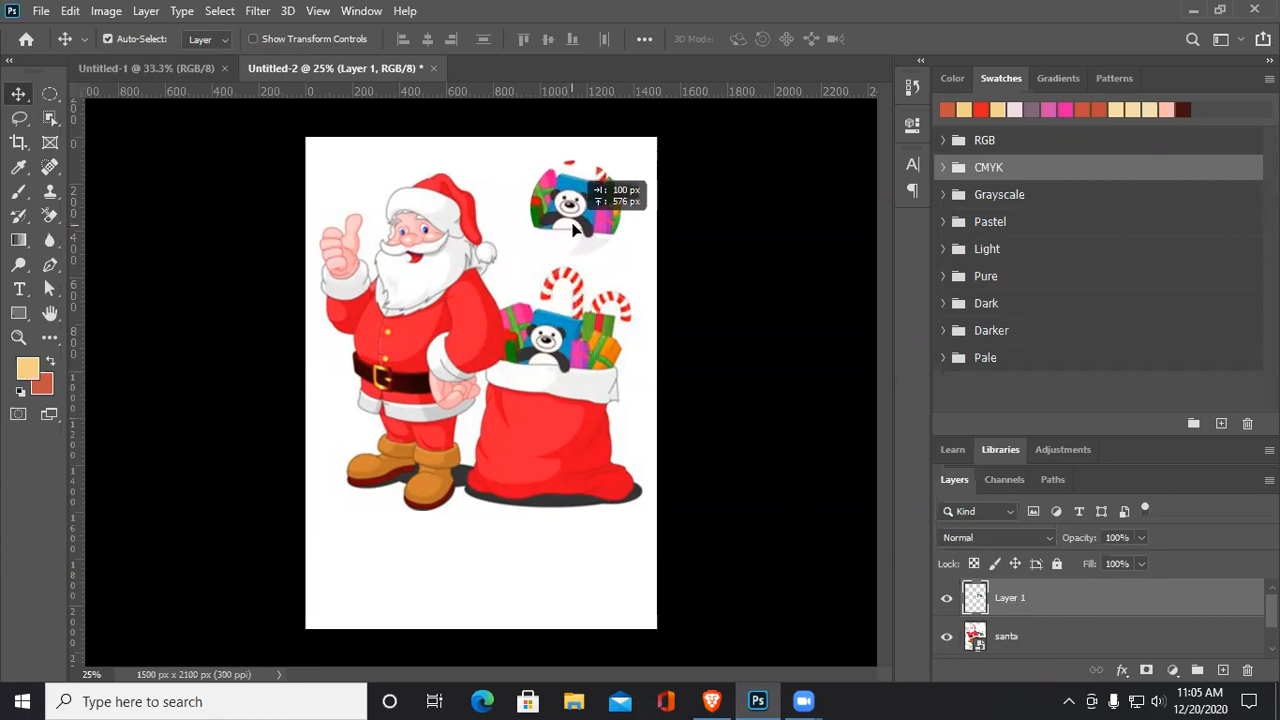 Ps File Edit Image Layer Type Select Filter 3D View Window Help
Auto-Select: Layer Show Transform Controls ••• 3D Mode:
Untitled-1 @ 33.3% (RGB/8) × Untitled-2 @ 25% (Layer 1, RGB/8) * ×
00 800 600 400 200 0 200 400 600 800 1000 1200 1400 1600 1800 2000 2200
Color Swatches Gradients Patterns
RGB
CMYK
Grayscale
Pastel
Light
Pure
Dark
Darker
Pale
100 px
576 px
Learn Libraries Adjustments
Layers Channels Paths
Kind
Normal Opacity: 100%
Lock: Fill: 100%
Layer 1
santa
25% 1500 px x 2100 px (300 ppi)
Type here to search
11:05 AM
12/20/2020